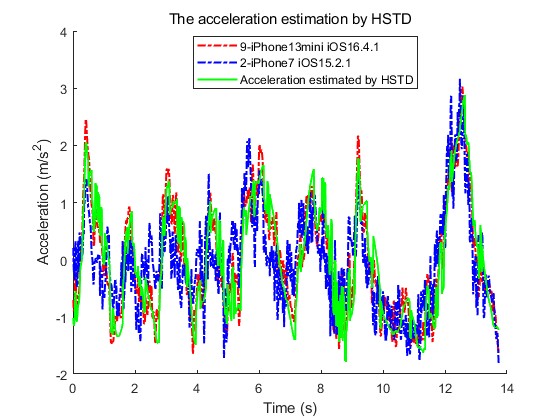 The acceleration estimation by HSTD
9-iPhone13mini iOS16.4.1
2-iPhone7 iOS15.2.1
Acceleration estimated by HSTD
Acceleration (m/s²)
4
3
2
1
0
-1
-2
0 2 4 6 8 10 12 14
Time (s)